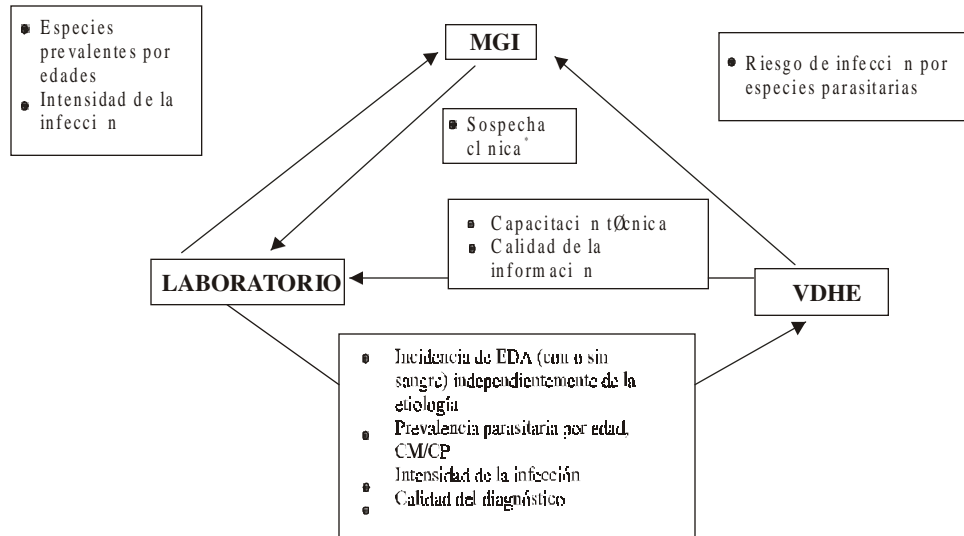 Especies
prevalentes por
edades
Intensidad de la
infecci n
MGI
Riesgo de infecci n por
especies parasitarias
Sospecha
cl nica*
Capacitaci n tØcnica
Calidad de la
informaci n
LABORATORIO
VDHE
Incidencia de EDA (con o sin
sangre) independientemente de la
etiología
Prevalencia parasitaria por edad,
CM/CP
Intensidad de la infección
Calidad del diagnóstico